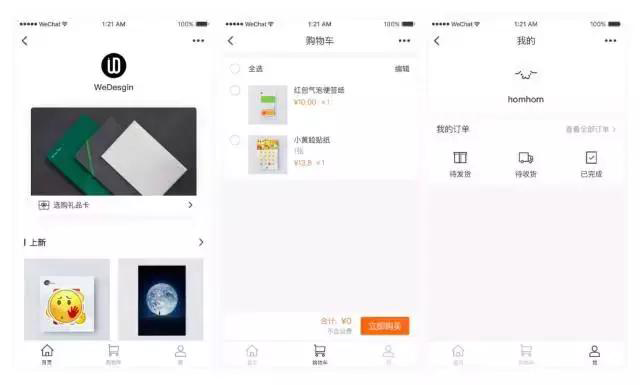 WeChat
1:21 AM
100%
WeDesgin
选购礼品卡
上新
首页
购物车
我
WeChat
1:21 AM
100%
购物车
全选
编辑
红包气泡便签纸
¥10.00 ×1
小黄脸贴纸
1张
¥13.8 ×1
合计: ¥0
不含运费
立即购买
首页
购物车
我
WeChat
1:21 AM
100%
我的
homhom
我的订单
查看全部订单
待发货
待收货
已完成
首页
购物车
我